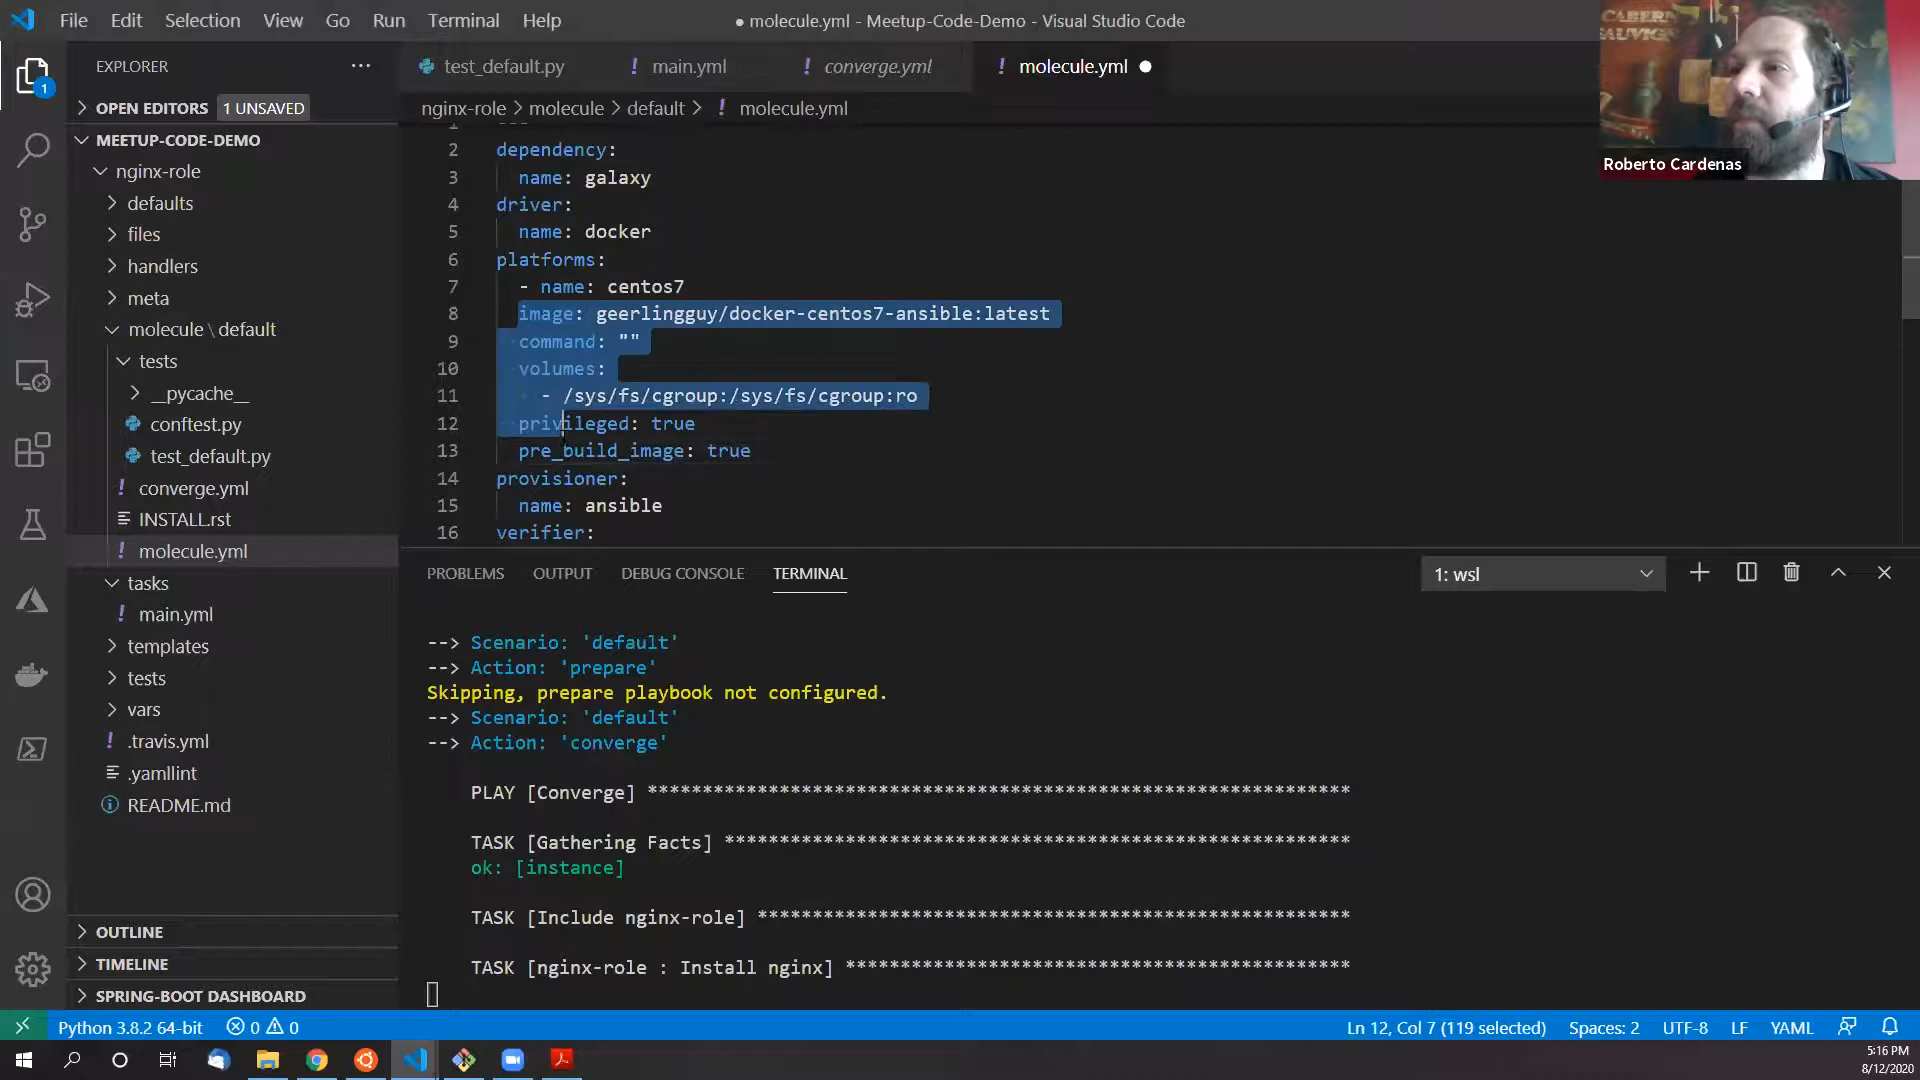 File Edit Selection View Go Run Terminal Help
● molecule.yml - Meetup-Code-Demo - Visual Studio Code
CABERN
SAUVIG
Roberto Cardenas
EXPLORER ...
1
OPEN EDITORS 1 UNSAVED
MEETUP-CODE-DEMO
nginx-role
defaults
files
handlers
meta
molecule \ default
tests
__pycache__
conftest.py
test_default.py
! converge.yml
INSTALL.rst
! molecule.yml
tasks
! main.yml
templates
tests
vars
! .travis.yml
.yamllint
README.md
OUTLINE
TIMELINE
SPRING-BOOT DASHBOARD
test_default.py ! main.yml ! converge.yml ! molecule.yml ●
nginx-role > molecule > default > ! molecule.yml
2 dependency:
3 name: galaxy
4 driver:
5 name: docker
6 platforms:
7 - name: centos7
8 image: geerlingguy/docker-centos7-ansible:latest
9 command: ""
10 volumes:
11 - /sys/fs/cgroup:/sys/fs/cgroup:ro
12 privileged: true
13 pre_build_image: true
14 provisioner:
15 name: ansible
16 verifier:
PROBLEMS OUTPUT DEBUG CONSOLE TERMINAL 1: wsl
--> Scenario: 'default'
--> Action: 'prepare'
Skipping, prepare playbook not configured.
--> Scenario: 'default'
--> Action: 'converge'
PLAY [Converge] ****************************************************************
TASK [Gathering Facts] *********************************************************
ok: [instance]
TASK [Include nginx-role] ******************************************************
TASK [nginx-role : Install nginx] **********************************************
Python 3.8.2 64-bit 0 0 Ln 12, Col 7 (119 selected) Spaces: 2 UTF-8 LF YAML
5:16 PM
8/12/2020